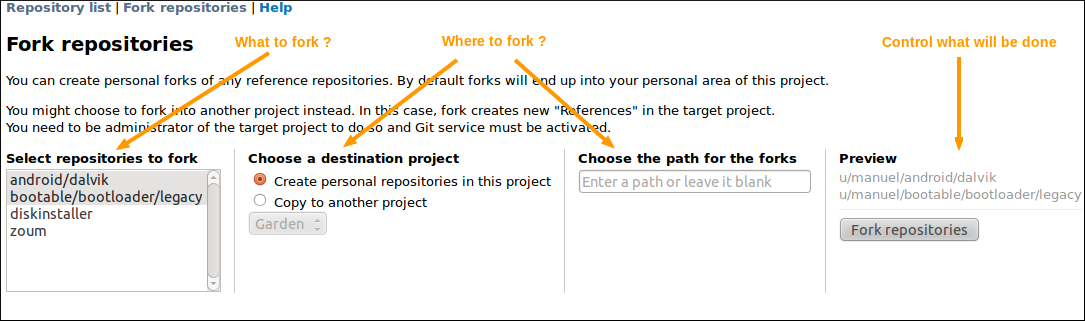 Repository list | Fork repositories | Help
Fork repositories
What to fork ?
Where to fork ?
Control what will be done
You can create personal forks of any reference repositories. By default forks will end up into your personal area of this project.
You might choose to fork into another project instead. In this case, fork creates new "References" in the target project.
You need to be administrator of the target project to do so and Git service must be activated.
Select repositories to fork
android/dalvik
bootable/bootloader/legacy
diskinstaller
zoum
Choose a destination project
Create personal repositories in this project
Copy to another project
Garden
Choose the path for the forks
Enter a path or leave it blank
Preview
u/manuel/android/dalvik
u/manuel/bootable/bootloader/legacy
Fork repositories